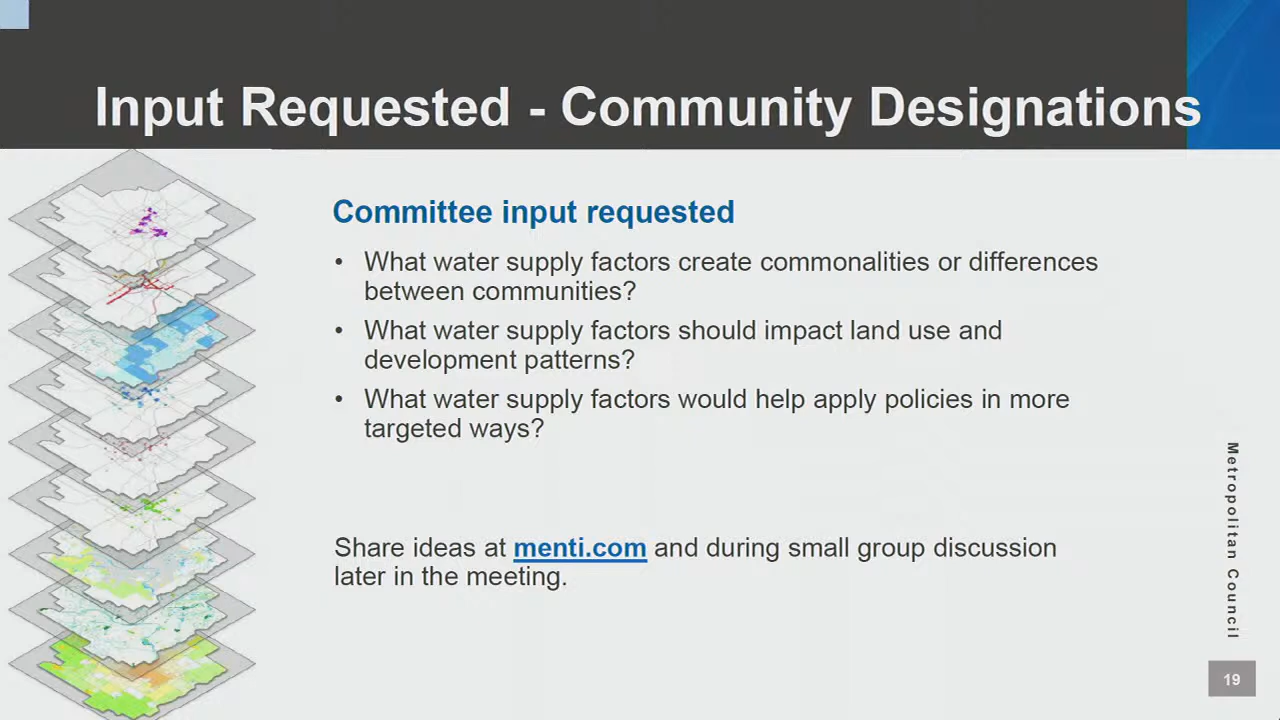 Input Requested - Community Designations
Committee input requested
• What water supply factors create commonalities or differences
between communities?
• What water supply factors should impact land use and
development patterns?
• What water supply factors would help apply policies in more
targeted ways?
Share ideas at menti.com and during small group discussion
later in the meeting.
Metropolitan Council
19